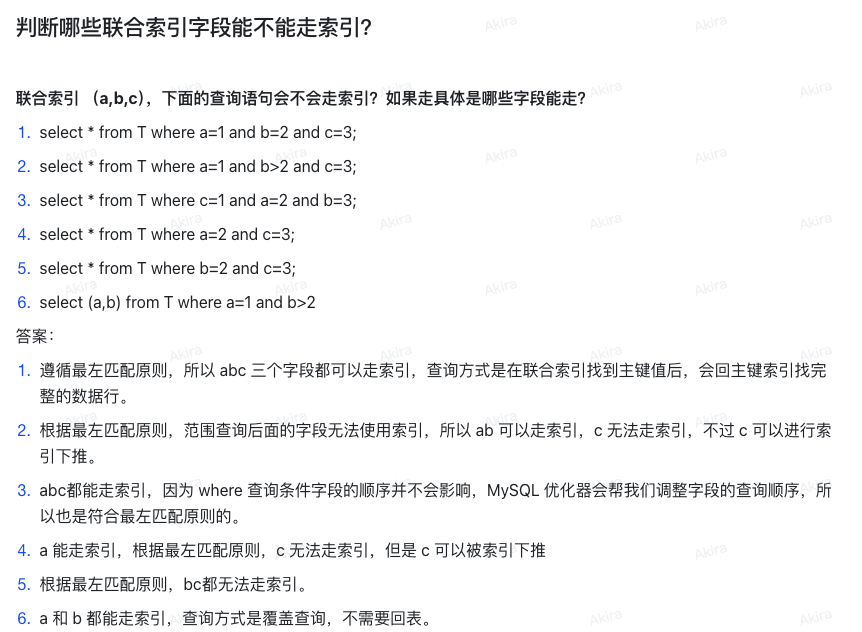 判断哪些联合索引字段能不能走索引？
联合索引 （a,b,c），下面的查询语句会不会走索引？如果走具体是哪些字段能走？
1. select * from T where a=1 and b=2 and c=3;
2. select * from T where a=1 and b>2 and c=3;
3. select * from T where c=1 and a=2 and b=3;
4. select * from T where a=2 and c=3;
5. select * from T where b=2 and c=3;
6. select (a,b) from T where a=1 and b>2
答案：
1. 遵循最左匹配原则，所以 abc 三个字段都可以走索引，查询方式是在联合索引找到主键值后，会回主键索引找完
整的数据行。
2. 根据最左匹配原则，范围查询后面的字段无法使用索引，所以 ab 可以走索引，c 无法走索引，不过 c 可以进行索
引下推。
3. abc都能走索引，因为 where 查询条件字段的顺序并不会影响，MySQL 优化器会帮我们调整字段的查询顺序，所
以也是符合最左匹配原则的。
4. a 能走索引，根据最左匹配原则，c 无法走索引，但是 c 可以被索引下推
5. 根据最左匹配原则，bc都无法走索引。
6. a 和 b 都能走索引，查询方式是覆盖查询，不需要回表。
Akira